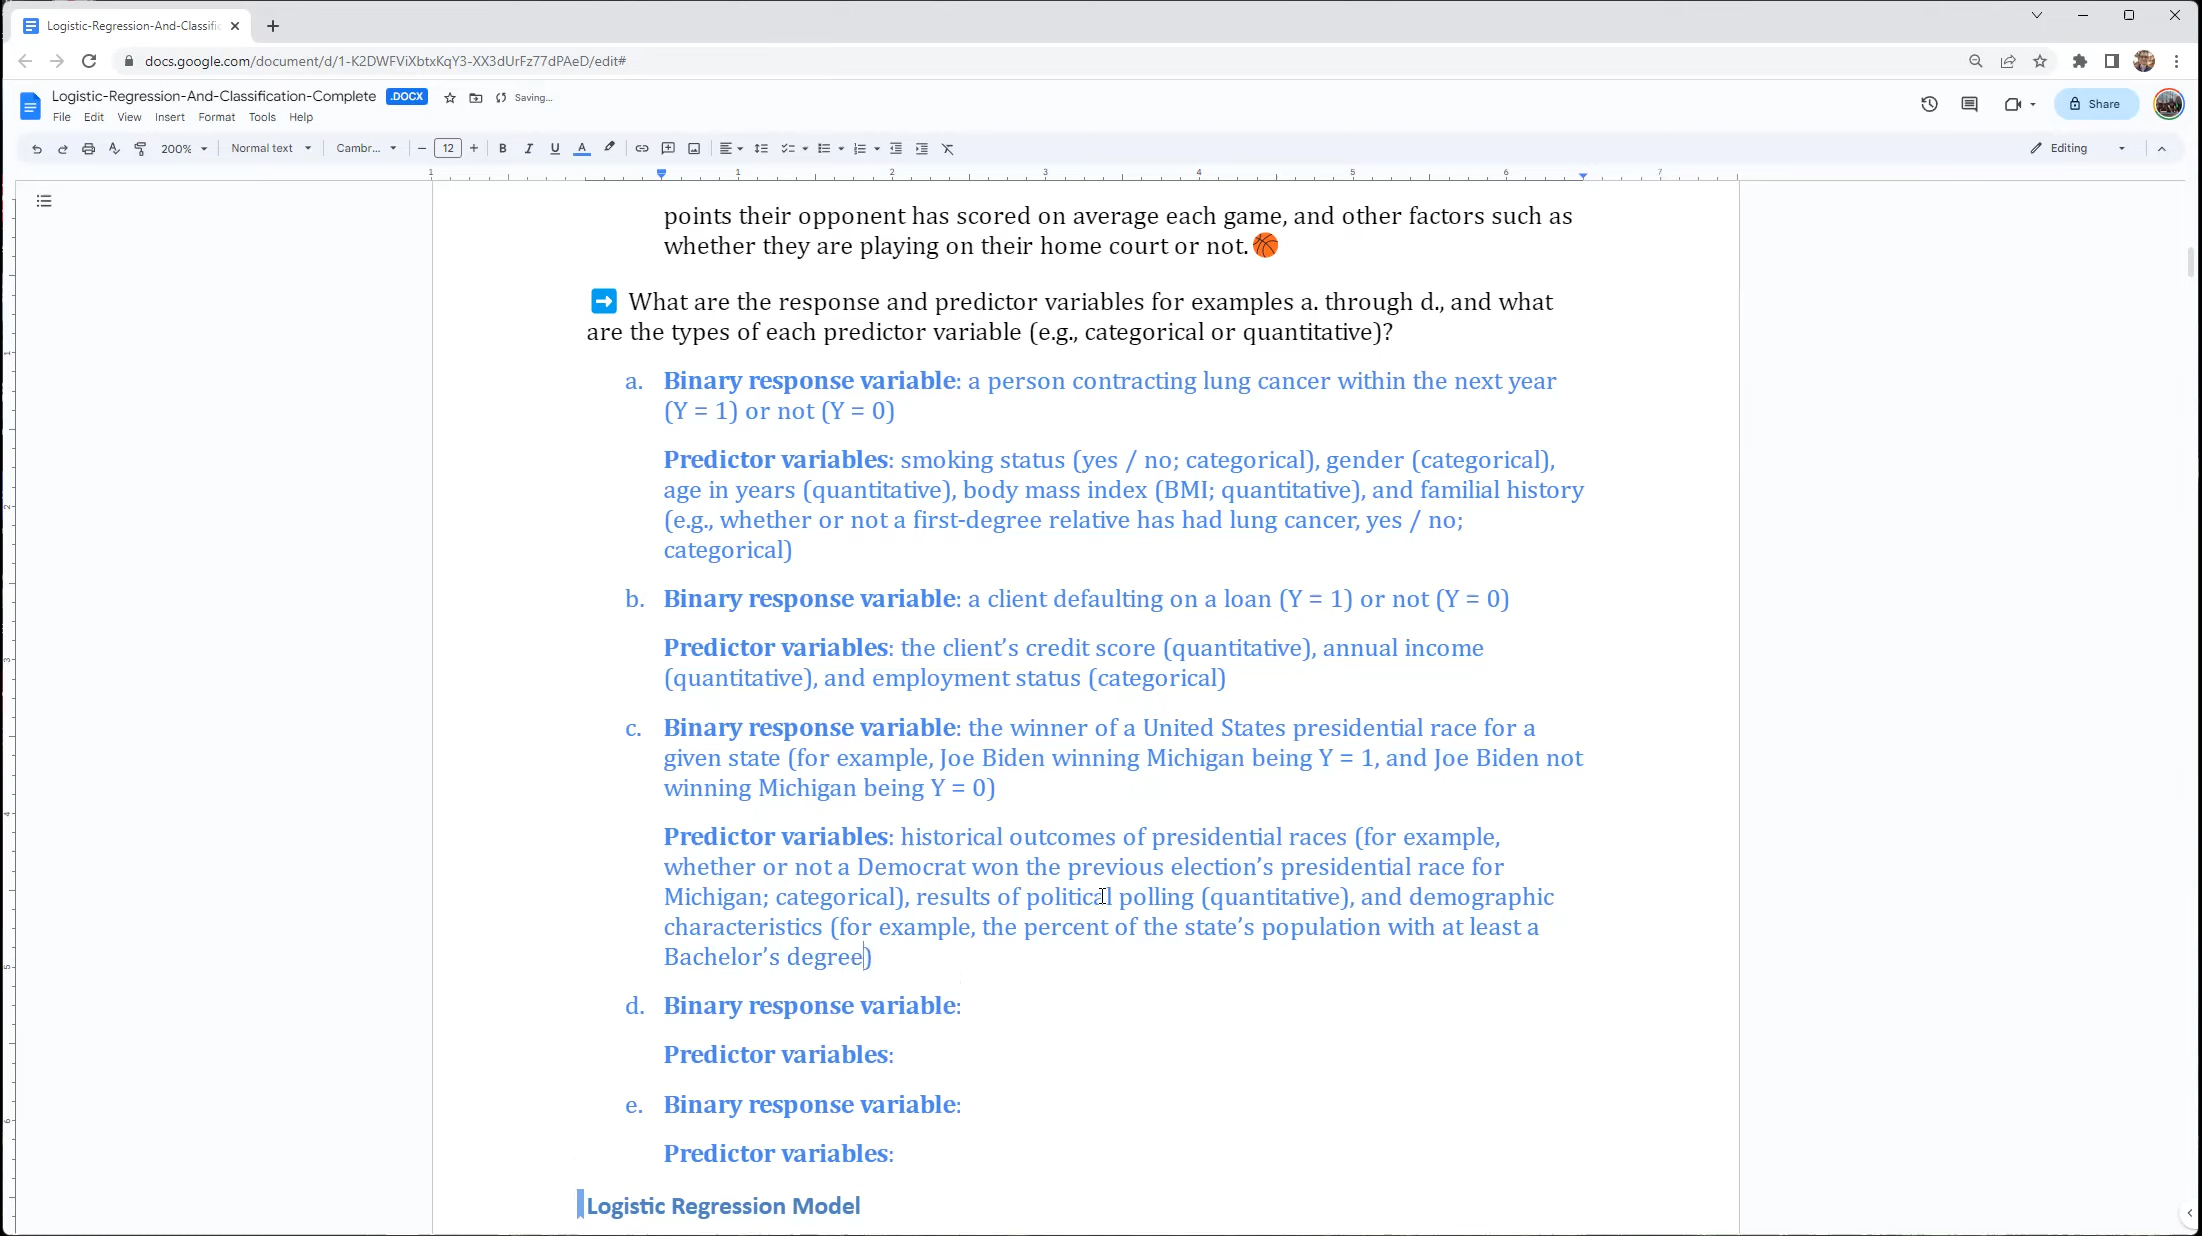 Logistic-Regression-And-Classific
docs.google.com/document/d/1-K2DWFViXbtxKqY3-XX3dUrFz77dPAeD/edit#
Logistic-Regression-And-Classification-Complete .DOCX Saving...
File Edit View Insert Format Tools Help
Share
200% Normal text Cambr... 12 B I U A Editing
1 1 2 3 4 5 6 7
points their opponent has scored on average each game, and other factors such as
whether they are playing on their home court or not.🏀
➡️ What are the response and predictor variables for examples a. through d., and what
are the types of each predictor variable (e.g., categorical or quantitative)?
a. Binary response variable: a person contracting lung cancer within the next year
(Y = 1) or not (Y = 0)
Predictor variables: smoking status (yes / no; categorical), gender (categorical),
age in years (quantitative), body mass index (BMI; quantitative), and familial history
(e.g., whether or not a first-degree relative has had lung cancer, yes / no;
categorical)
b. Binary response variable: a client defaulting on a loan (Y = 1) or not (Y = 0)
Predictor variables: the client’s credit score (quantitative), annual income
(quantitative), and employment status (categorical)
c. Binary response variable: the winner of a United States presidential race for a
given state (for example, Joe Biden winning Michigan being Y = 1, and Joe Biden not
winning Michigan being Y = 0)
Predictor variables: historical outcomes of presidential races (for example,
whether or not a Democrat won the previous election’s presidential race for
Michigan; categorical), results of political polling (quantitative), and demographic
characteristics (for example, the percent of the state’s population with at least a
Bachelor’s degree)
d. Binary response variable:
Predictor variables:
e. Binary response variable:
Predictor variables:
Logistic Regression Model